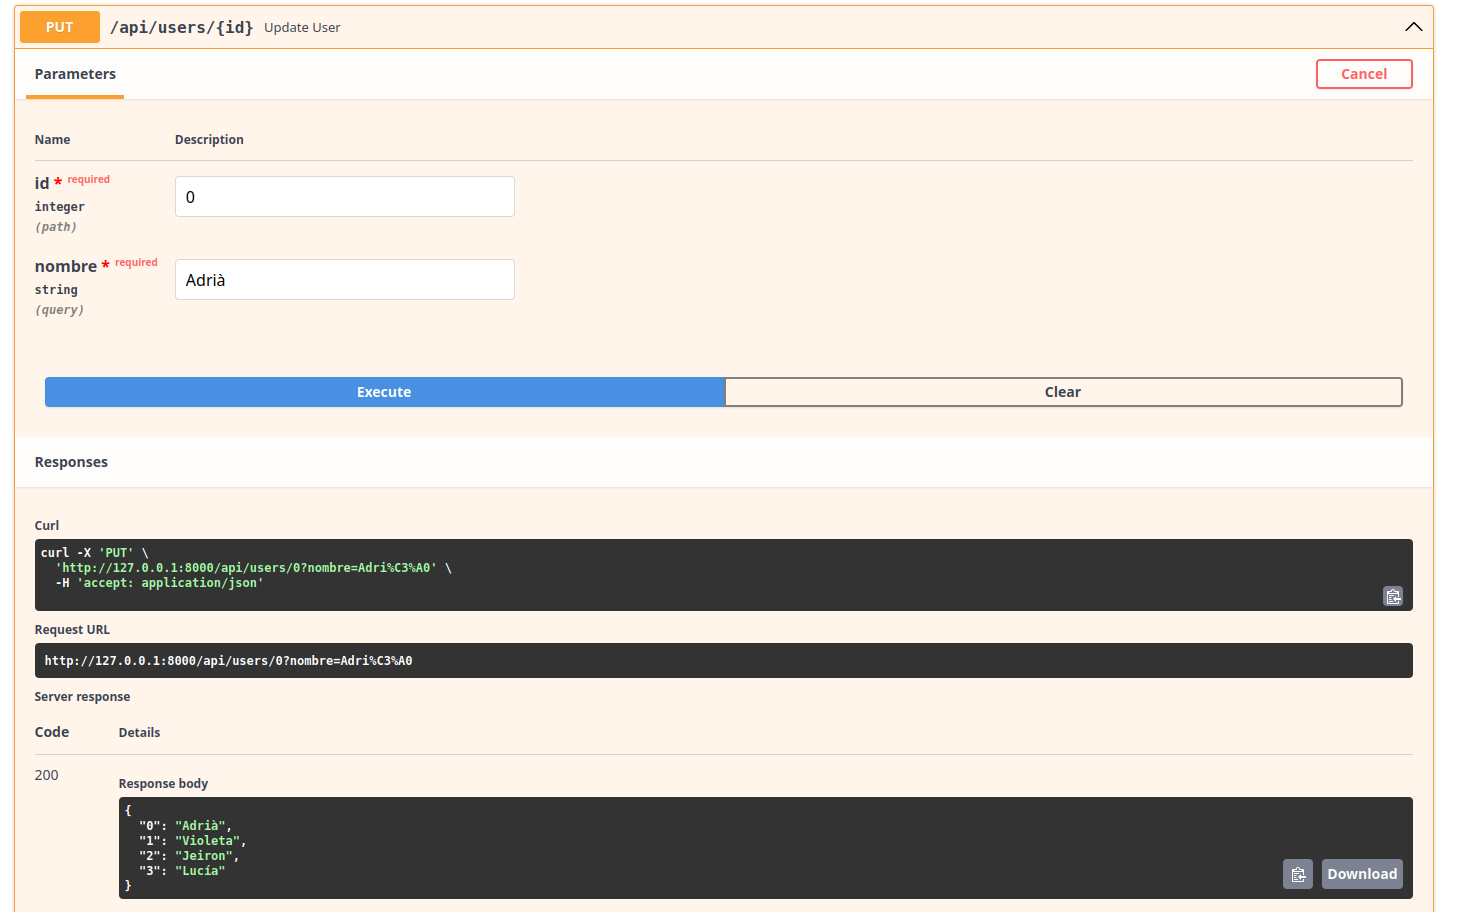 PUT /api/users/{id} Update User
Parameters
Cancel
Name Description
id * required
integer
(path)
0
nombre * required
string
(query)
Adrià
Execute Clear
Responses
Curl
curl -X 'PUT' \
  'http://127.0.0.1:8000/api/users/0?nombre=Adri%C3%A0' \
  -H 'accept: application/json'
Request URL
http://127.0.0.1:8000/api/users/0?nombre=Adri%C3%A0
Server response
Code Details
200
Response body
{
  "0": "Adrià",
  "1": "Violeta",
  "2": "Jeiron",
  "3": "Lucía"
}
Download